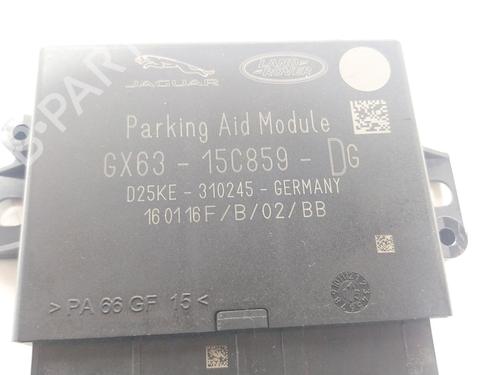 JAGUAR
LAND ROVER
Parking Aid Module
GX63 - 15C859 - DG
D25KE - 310245 - GERMANY
160116F/B/02/BB
>PA 66 GF 15<
B-PART